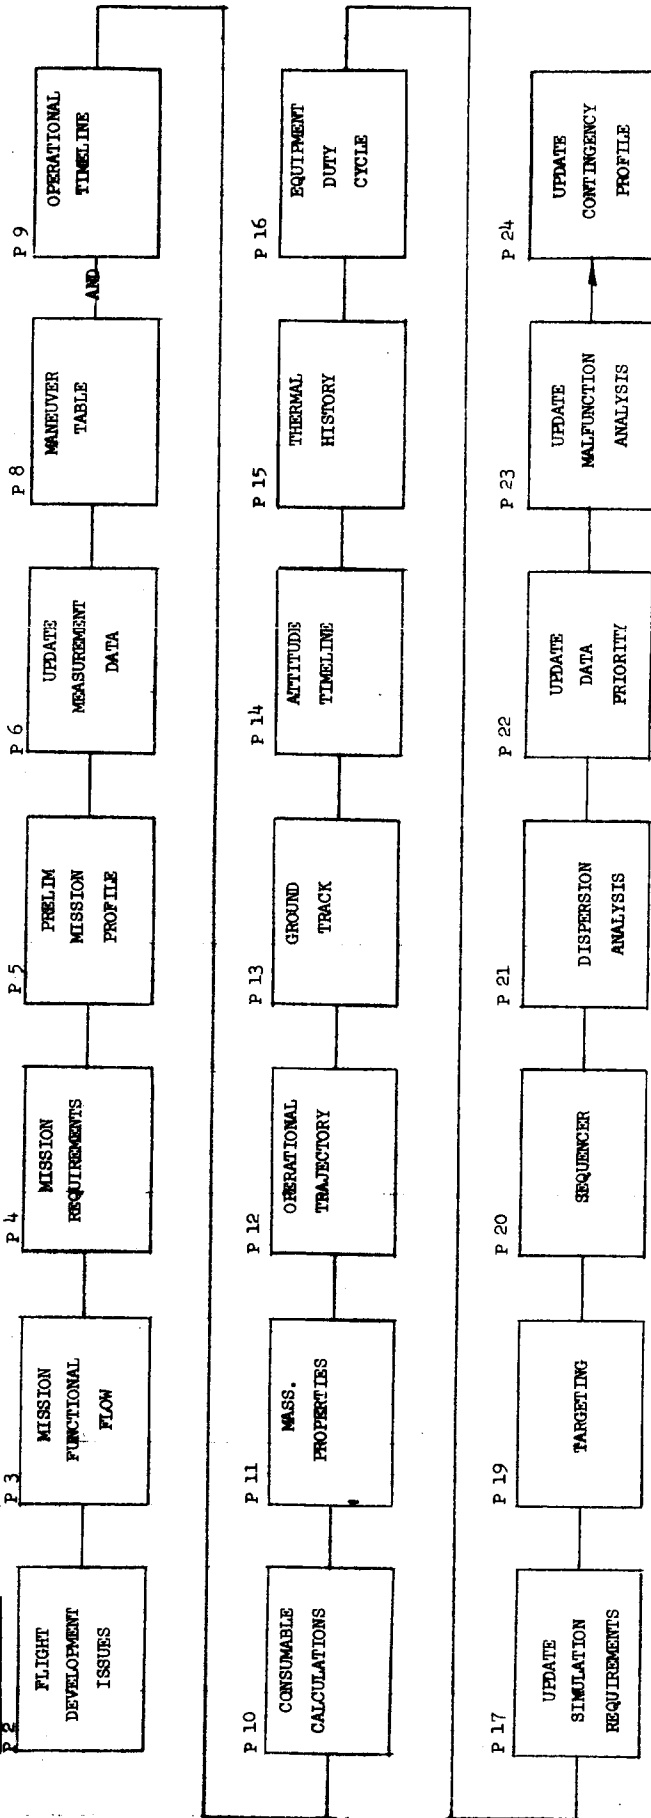 P 2
FLIGHT
DEVELOPMENT
ISSUES
P 3
MISSION
FUNCTIONAL
FLOW
P 4
MISSION
REQUIREMENTS
P 5
PRELIM
MISSION
PROFILE
P 6
UPDATE
MEASUREMENT
DATA
P 8
MANEUVER
TABLE
AND
P 9
OPERATIONAL
TIMELINE
P 10
CONSUMABLE
CALCULATIONS
P 11
MASS.
PROPERTIES
P 12
OPERATIONAL
TRAJECTORY
P 13
GROUND
TRACK
P 14
ATTITUDE
TIMELINE
P 15
THERMAL
HISTORY
P 16
EQUIPMENT
DUTY
CYCLE
P 17
UPDATE
SIMULATION
REQUIREMENTS
P 19
TARGETING
P 20
SEQUENCER
P 21
DISPERSION
ANALYSIS
P 22
UPDATE
DATA
PRIORITY
P 23
UPDATE
MALFUNCTION
ANALYSIS
P 24
UPDATE
CONTINGENCY
PROFILE